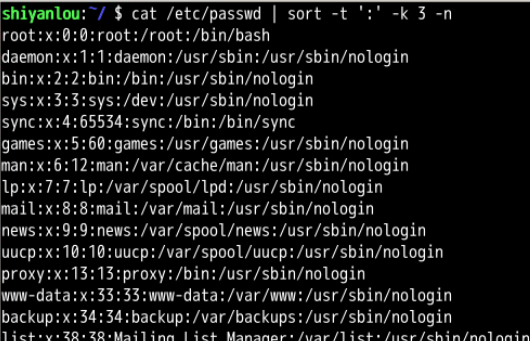 shiyanlou:~/ $ cat /etc/passwd | sort -t ':' -k 3 -n
root:x:0:0:root:/root:/bin/bash
daemon:x:1:1:daemon:/usr/sbin:/usr/sbin/nologin
bin:x:2:2:bin:/bin:/usr/sbin/nologin
sys:x:3:3:sys:/dev:/usr/sbin/nologin
sync:x:4:65534:sync:/bin:/bin/sync
games:x:5:60:games:/usr/games:/usr/sbin/nologin
man:x:6:12:man:/var/cache/man:/usr/sbin/nologin
lp:x:7:7:lp:/var/spool/lpd:/usr/sbin/nologin
mail:x:8:8:mail:/var/mail:/usr/sbin/nologin
news:x:9:9:news:/var/spool/news:/usr/sbin/nologin
uucp:x:10:10:uucp:/var/spool/uucp:/usr/sbin/nologin
proxy:x:13:13:proxy:/bin:/usr/sbin/nologin
www-data:x:33:33:www-data:/var/www:/usr/sbin/nologin
backup:x:34:34:backup:/var/backups:/usr/sbin/nologin
list:x:38:38:Mailing List Manager:/var/list:/usr/sbin/nologin